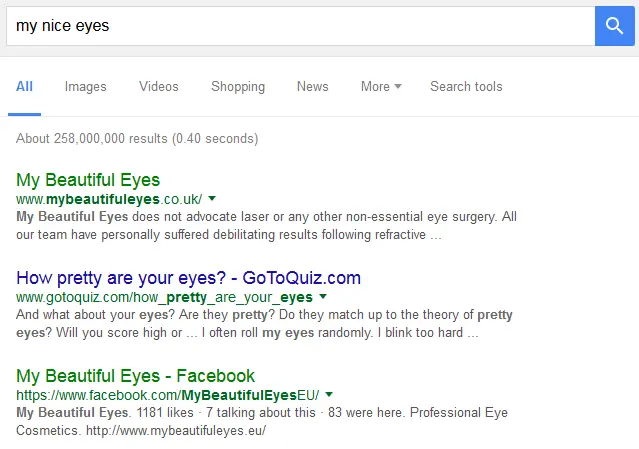 my nice eyes
All Images Videos Shopping News More Search tools
About 258,000,000 results (0.40 seconds)
My Beautiful Eyes
www.mybeautifuleyes.co.uk/
My Beautiful Eyes does not advocate laser or any other non-essential eye surgery. All
our team have personally suffered debilitating results following refractive ...
How pretty are your eyes? - GoToQuiz.com
www.gotoquiz.com/how_pretty_are_your_eyes
And what about your eyes? Are they pretty? Do they match up to the theory of pretty
eyes? Will you score high or ... I often roll my eyes randomly. I blink too hard ...
My Beautiful Eyes - Facebook
https://www.facebook.com/MyBeautifulEyesEU/
My Beautiful Eyes. 1181 likes · 7 talking about this · 83 were here. Professional Eye
Cosmetics. http://www.mybeautifuleyes.eu/